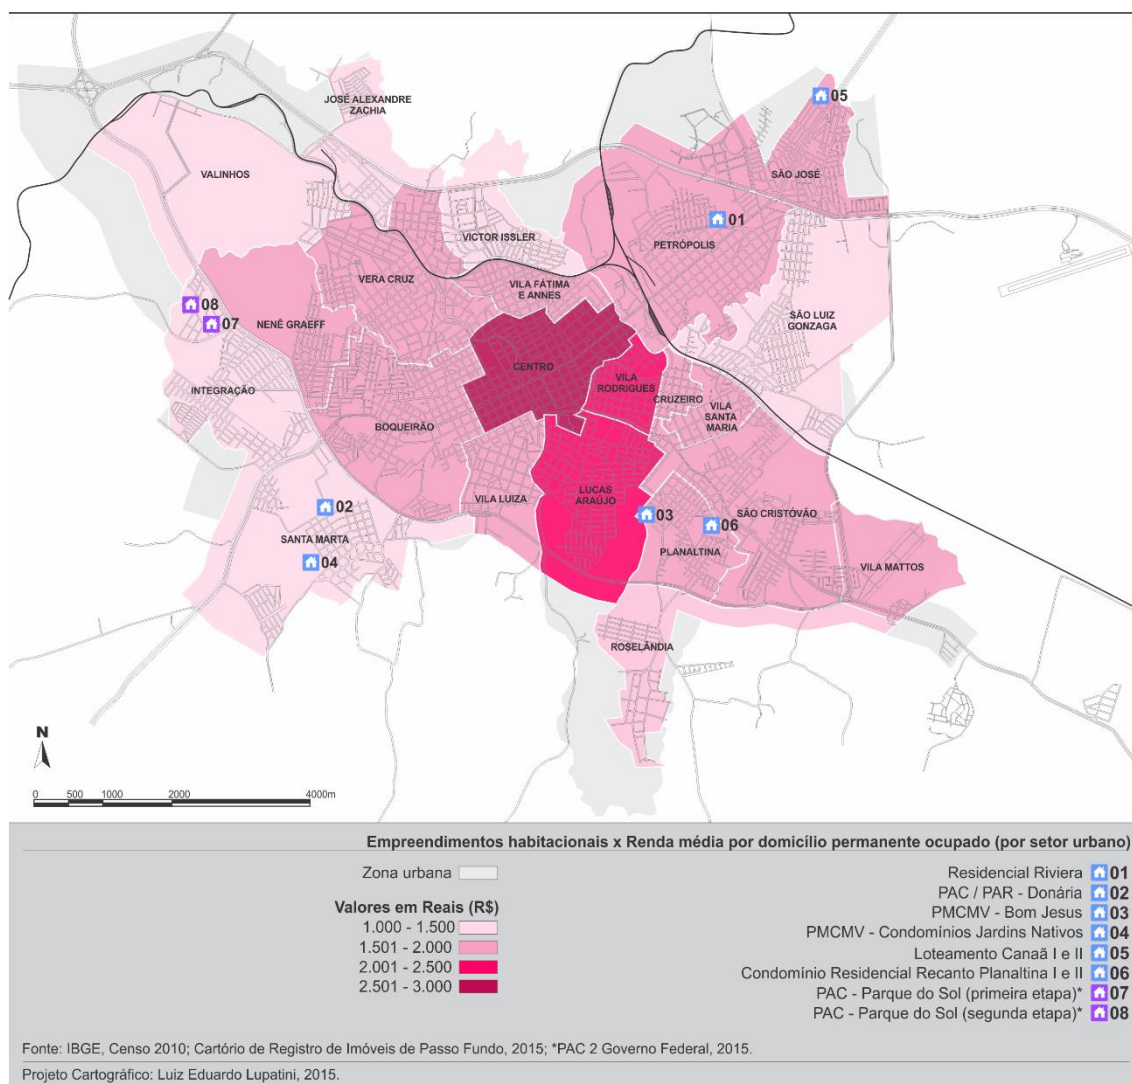 05
JOSÉ ALEXANDRE
ZACHIA
VALINHOS
SÃO JOSÉ
01
VICTOR ISSLER
PETRÓPOLIS
VERA CRUZ
VILA FÁTIMA
E ANNES
08
07
NENÊ GRAEFF
SÃO LUIZ
GONZAGA
CENTRO
VILA
RODRIGUES
CRUZEIRO
INTEGRAÇÃO
VILA
SANTA
MARIA
BOQUEIRÃO
LUCAS
ARAÚJO
VILA LUIZA
02
03
06
SÃO CRISTÓVÃO
SANTA MARTA
04
PLANALTINA
VILA MATTOS
ROSELÂNDIA
N
0 500 1000 2000 4000m
Empreendimentos habitacionais x Renda média por domicílio permanente ocupado (por setor urbano)
Zona urbana
Valores em Reais (R$)
1.000 - 1.500
1.501 - 2.000
2.001 - 2.500
2.501 - 3.000
Residencial Riviera 01
PAC / PAR - Donária 02
PMCMV - Bom Jesus 03
PMCMV - Condomínios Jardins Nativos 04
Loteamento Canaã I e II 05
Condomínio Residencial Recanto Planaltina I e II 06
PAC - Parque do Sol (primeira etapa)* 07
PAC - Parque do Sol (segunda etapa)* 08
Fonte: IBGE, Censo 2010; Cartório de Registro de Imóveis de Passo Fundo, 2015; *PAC 2 Governo Federal, 2015.
Projeto Cartográfico: Luiz Eduardo Lupatini, 2015.